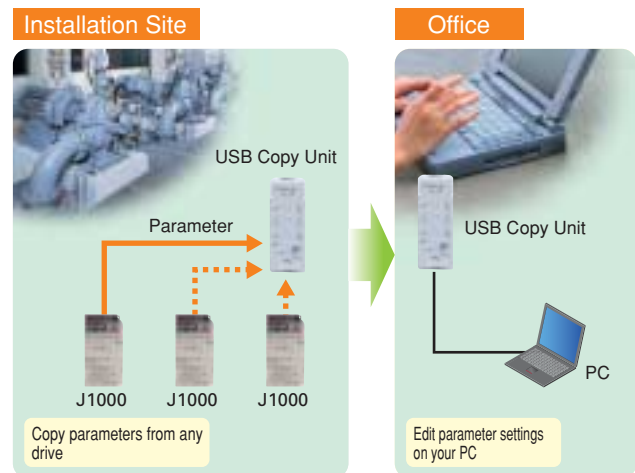 Installation Site
USB Copy Unit
Parameter
J1000
J1000
J1000
Copy parameters from any
drive
Office
USB Copy Unit
PC
Edit parameter settings
on your PC